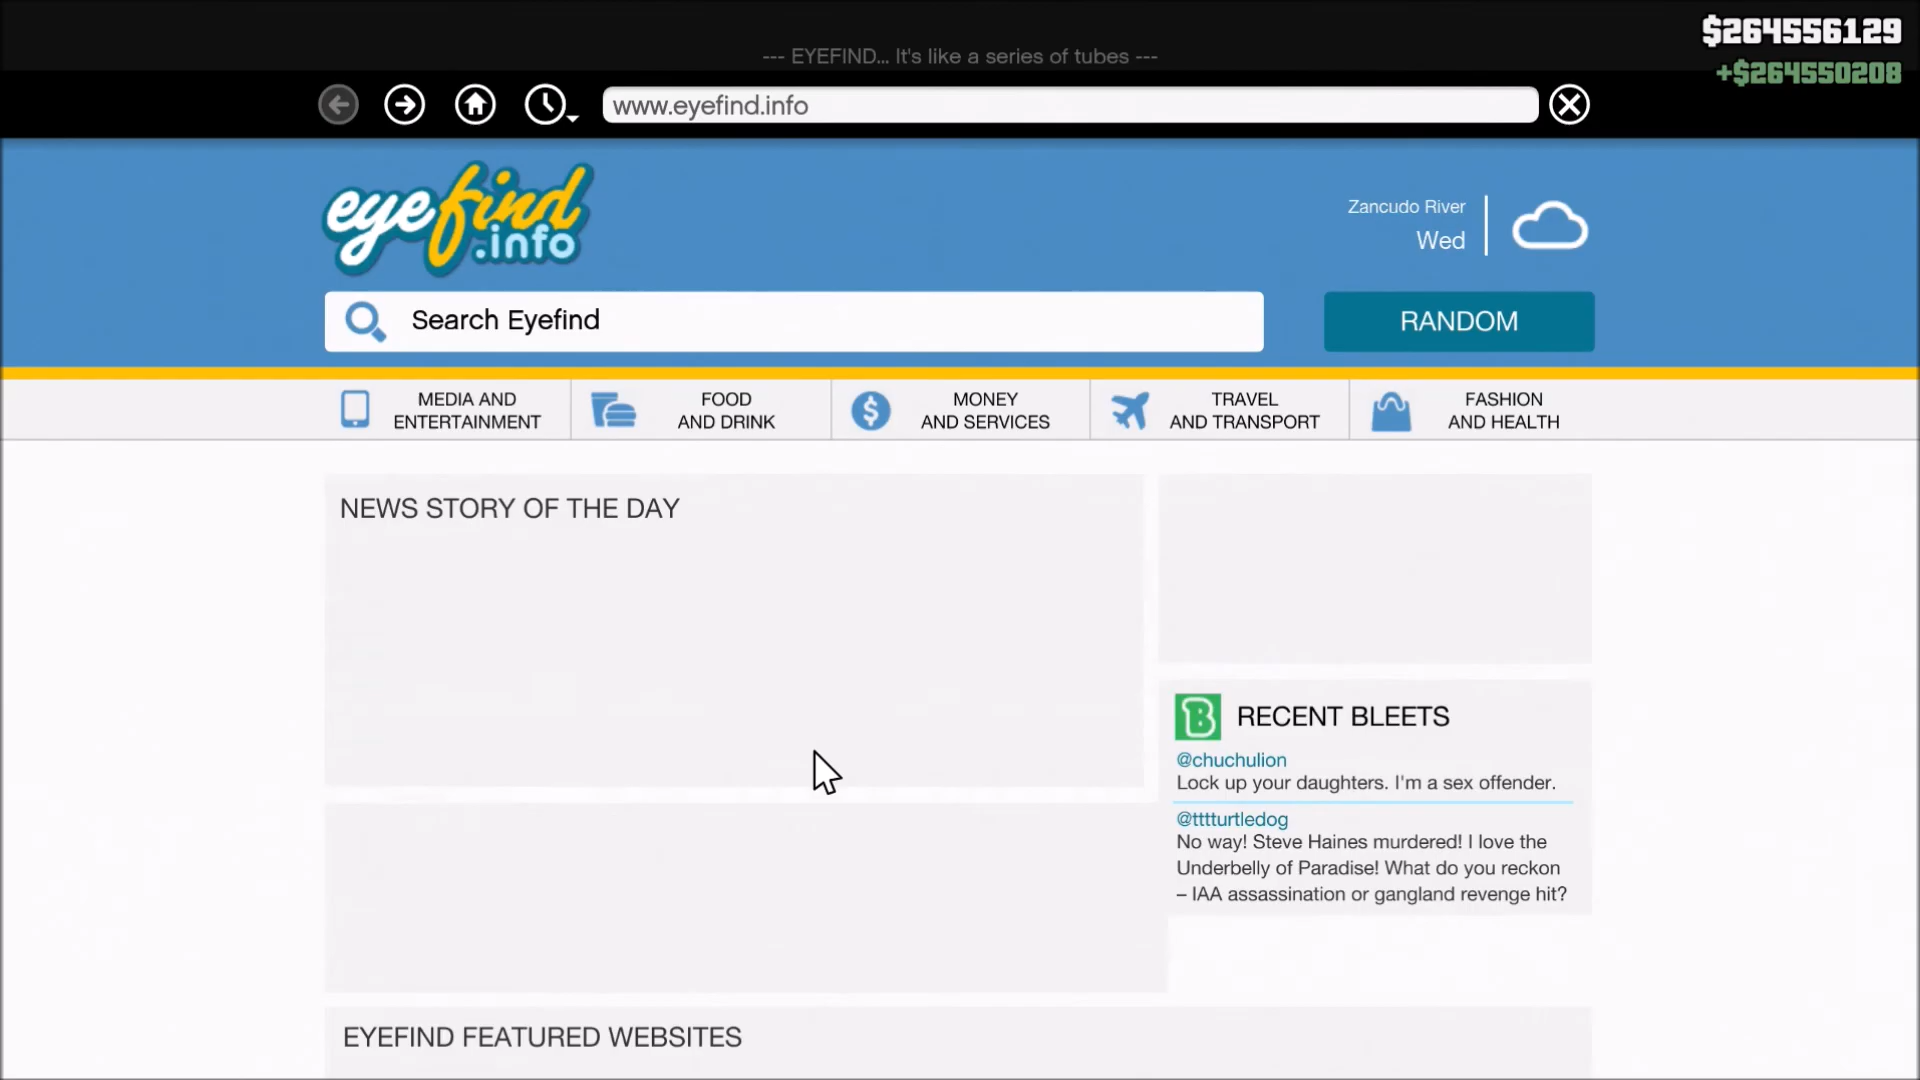 $264556129
--- EYEFIND... It's like a series of tubes ---
+$264550208
www.eyefind.info
eyefind
.info
Zancudo River
Wed
Search Eyefind
RANDOM
MEDIA AND
ENTERTAINMENT
FOOD
AND DRINK
MONEY
AND SERVICES
TRAVEL
AND TRANSPORT
FASHION
AND HEALTH
NEWS STORY OF THE DAY
B
RECENT BLEETS
@chuchulion
Lock up your daughters. I'm a sex offender.
@tttturtledog
No way! Steve Haines murdered! I love the
Underbelly of Paradise! What do you reckon
– IAA assassination or gangland revenge hit?
EYEFIND FEATURED WEBSITES